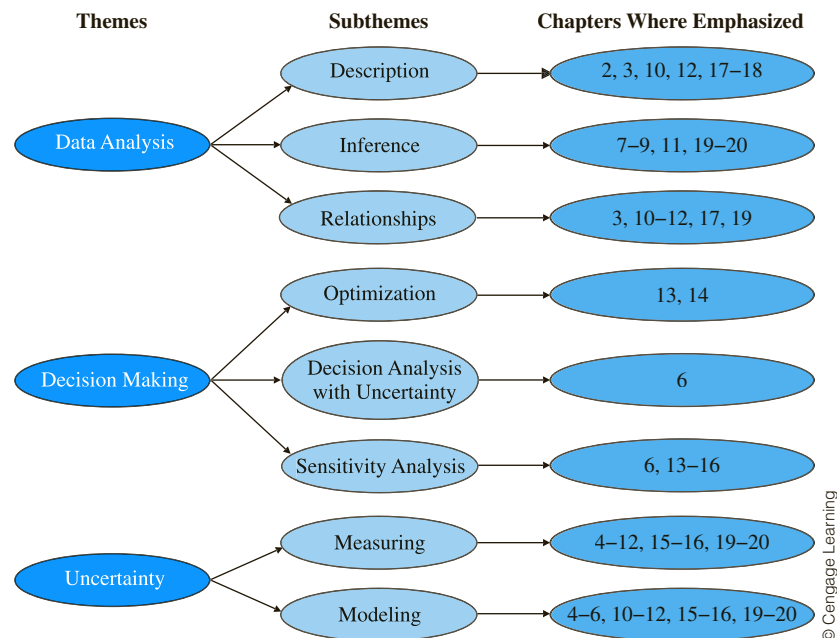 Themes
Subthemes
Chapters Where Emphasized
Data Analysis
Description
2, 3, 10, 12, 17–18
Inference
7–9, 11, 19–20
Relationships
3, 10–12, 17, 19
Decision Making
Optimization
13, 14
Decision Analysis
with Uncertainty
6
Sensitivity Analysis
6, 13–16
Uncertainty
Measuring
4–12, 15–16, 19–20
Modeling
4–6, 10–12, 15–16, 19–20
© Cengage Learning